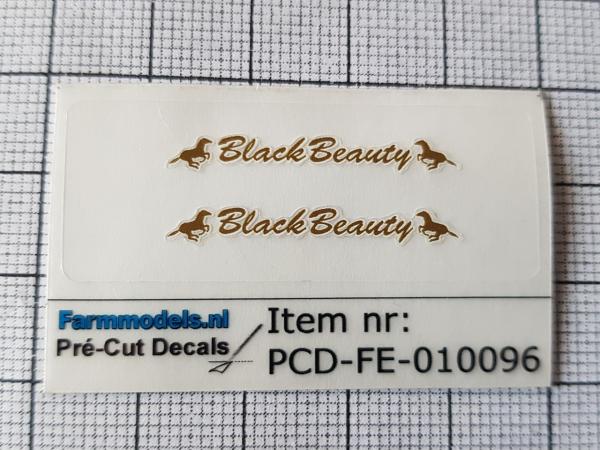 Black Beauty
Black Beauty
Farmmodels.nl
Pré-Cut Decals
Item nr:
PCD-FE-010096